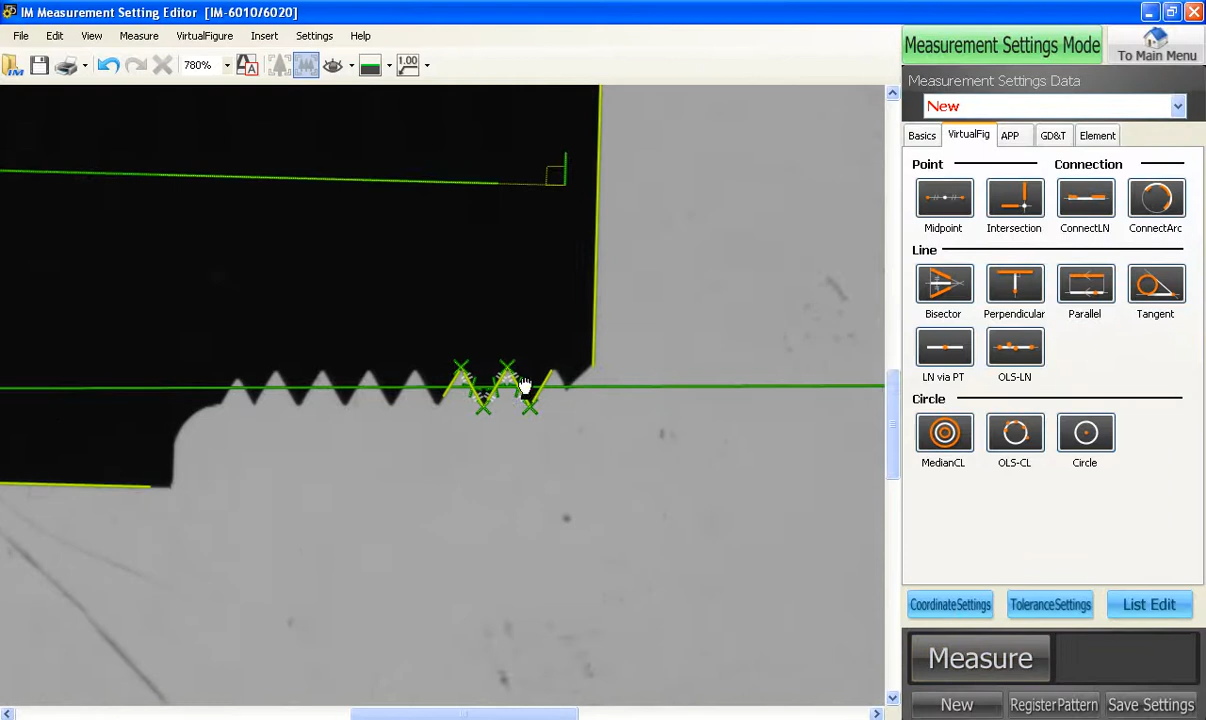 IM Measurement Setting Editor [IM-6010/6020]
File Edit View Measure VirtualFigure Insert Settings Help
IM 780% A 1.00
Measurement Settings Mode
To Main Menu
Measurement Settings Data
New
Basics VirtualFig APP GD&T Element
Point Connection
Midpoint Intersection ConnectLN ConnectArc
Line
Bisector Perpendicular Parallel Tangent
LN via PT OLS-LN
Circle
MedianCL OLS-CL Circle
CoordinateSettings ToleranceSettings List Edit
Measure
New RegisterPattern Save Settings